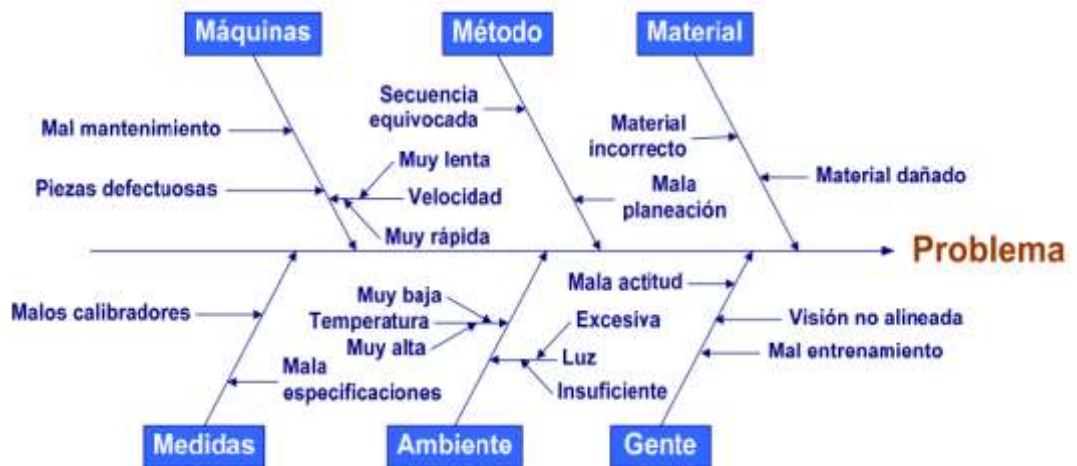 Máquinas
Método
Material
Secuencia
equivocada
Mal mantenimiento
Material
incorrecto
Muy lenta
Piezas defectuosas
Velocidad
Mala
planeación
Material dañado
Muy rápida
Problema
Malos calibradores
Muy baja
Temperatura
Muy alta
Mala actitud
Excesiva
Visión no alineada
Luz
Mal entrenamiento
Mala
especificaciones
Insuficiente
Medidas
Ambiente
Gente